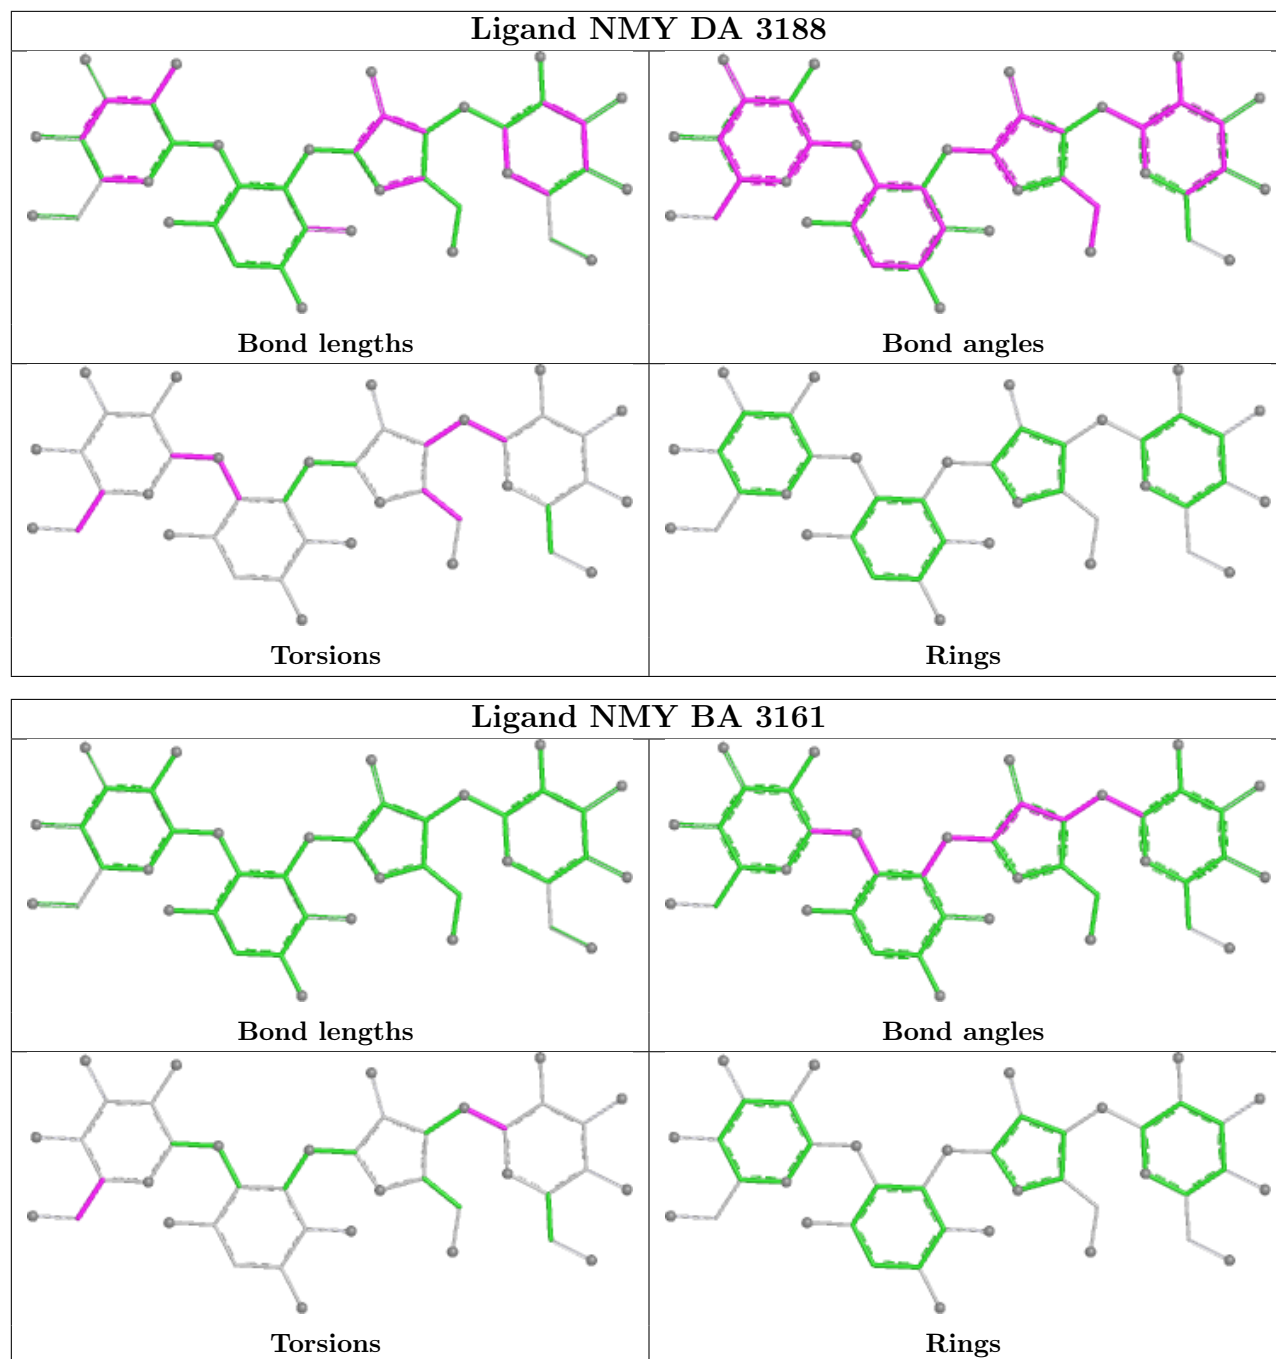 Ligand NMY DA 3188
Bond lengths
Bond angles
Torsions
Rings
Ligand NMY BA 3161
Bond lengths
Bond angles
Torsions
Rings